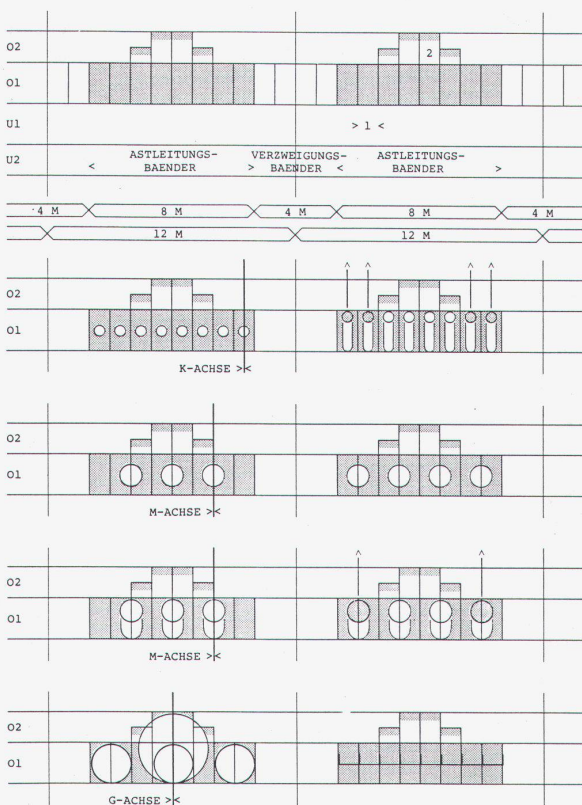 O2
2
O1
U1
> 1 <
U2
ASTLEITUNGS- VERZWEIGUNGS- ASTLEITUNGS-
< BAENDER > BAENDER < BAENDER >
4 M 8 M 4 M 8 M 4 M
12 M 12 M
O2
O1
K-ACHSE ><
O2
O1
M-ACHSE ><
O2
O1
M-ACHSE ><
O2
O1
G-ACHSE ><